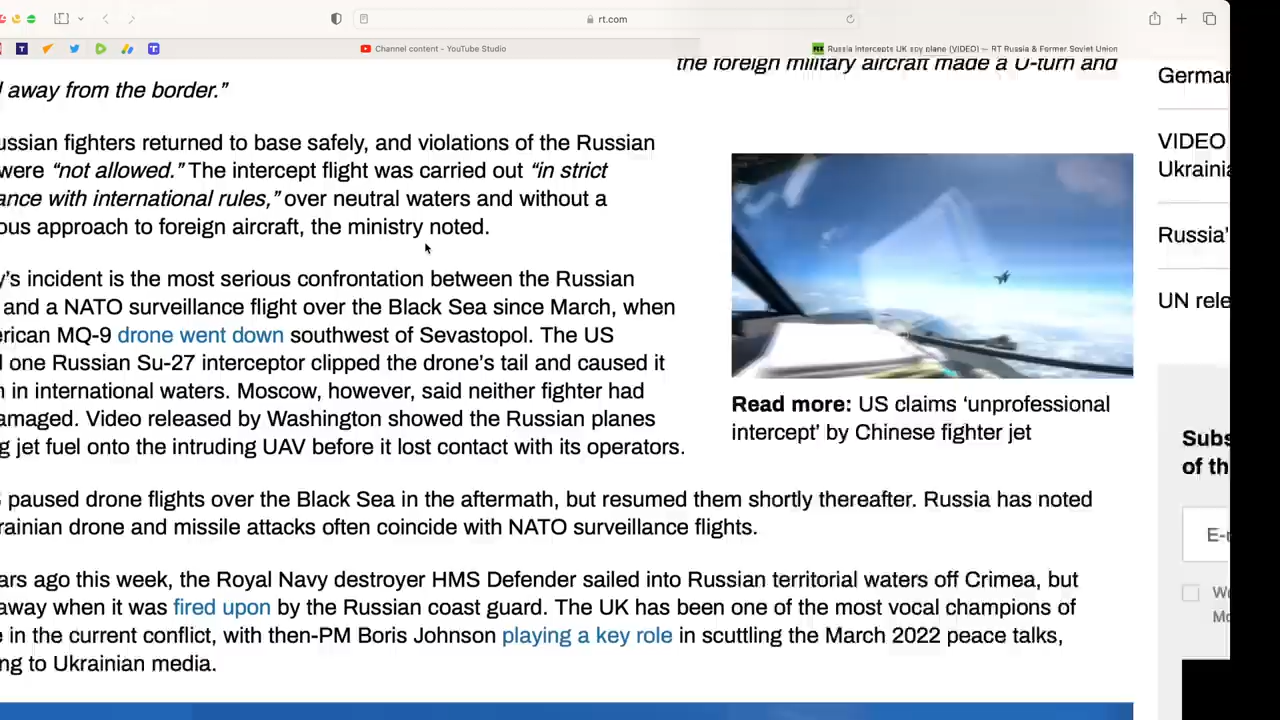 rt.com
Channel content - YouTube Studio
Russia intercepts UK spy plane (VIDEO) — RT Russia & Former Soviet Union
the foreign military aircraft made a U-turn and
away from the border.”
ussian fighters returned to base safely, and violations of the Russian
were “not allowed.” The intercept flight was carried out “in strict
ance with international rules,” over neutral waters and without a
ous approach to foreign aircraft, the ministry noted.
y’s incident is the most serious confrontation between the Russian
and a NATO surveillance flight over the Black Sea since March, when
erican MQ-9 drone went down southwest of Sevastopol. The US
one Russian Su-27 interceptor clipped the drone’s tail and caused it
in international waters. Moscow, however, said neither fighter had
amaged. Video released by Washington showed the Russian planes
g jet fuel onto the intruding UAV before it lost contact with its operators.
Read more: US claims ‘unprofessional
intercept’ by Chinese fighter jet
paused drone flights over the Black Sea in the aftermath, but resumed them shortly thereafter. Russia has noted
rainian drone and missile attacks often coincide with NATO surveillance flights.
ars ago this week, the Royal Navy destroyer HMS Defender sailed into Russian territorial waters off Crimea, but
away when it was fired upon by the Russian coast guard. The UK has been one of the most vocal champions of
e in the current conflict, with then-PM Boris Johnson playing a key role in scuttling the March 2022 peace talks,
ng to Ukrainian media.
German
VIDEO
Ukrainia
Russia’
UN rele
Subs
of th
E-
We
Mo